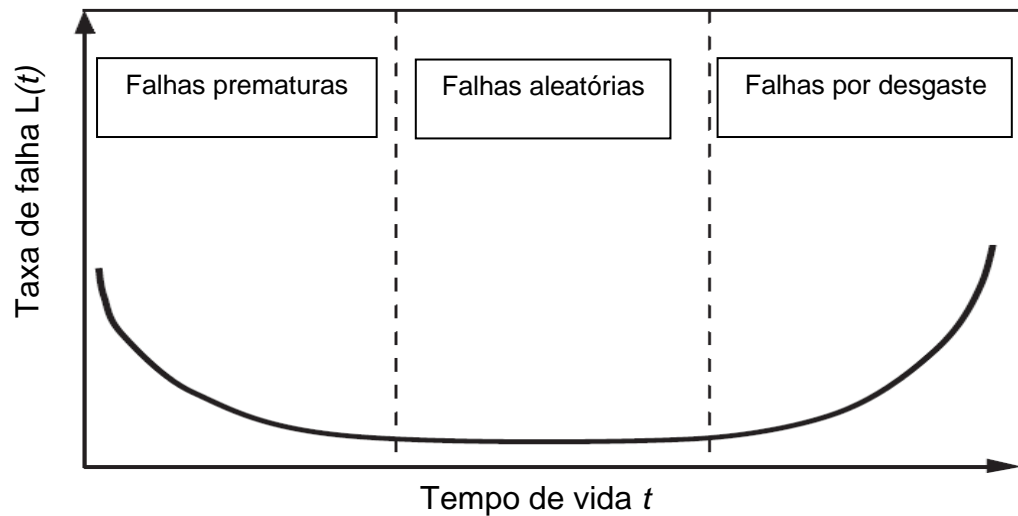 Falhas prematuras
Falhas aleatórias
Falhas por desgaste
Taxa de falha L(t)
Tempo de vida t